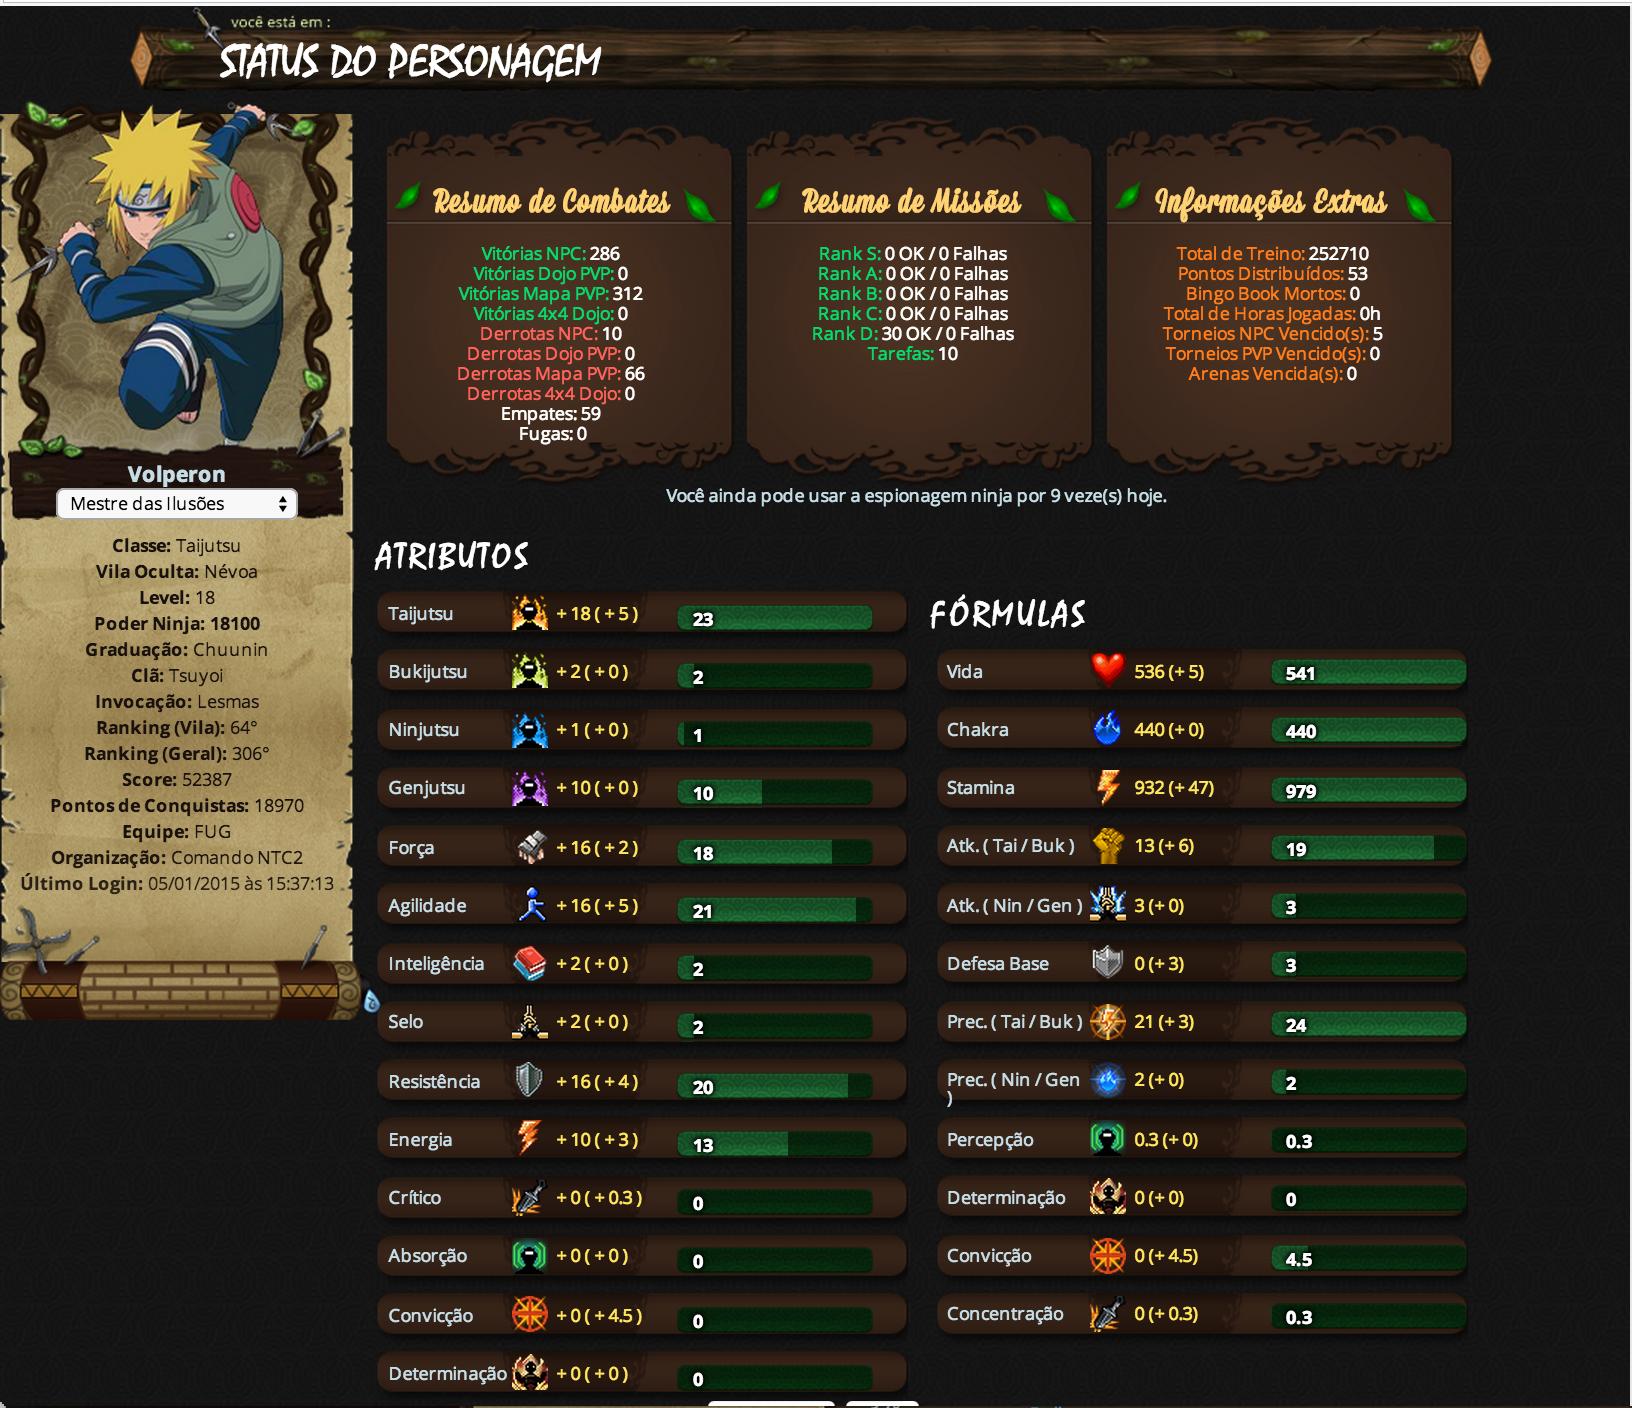 você está em :
STATUS DO PERSONAGEM
Volperon
Mestre das Ilusões
Classe: Taijutsu
Vila Oculta: Névoa
Level: 18
Poder Ninja: 18100
Graduação: Chuunin
Clã: Tsuyoi
Invocação: Lesmas
Ranking (Vila): 64°
Ranking (Geral): 306°
Score: 52387
Pontos de Conquistas: 18970
Equipe: FUG
Organização: Comando NTC2
Último Login: 05/01/2015 às 15:37:13
Resumo de Combates
Vitórias NPC: 286
Vitórias Dojo PVP: 0
Vitórias Mapa PVP: 312
Vitórias 4x4 Dojo: 0
Derrotas NPC: 10
Derrotas Dojo PVP: 0
Derrotas Mapa PVP: 66
Derrotas 4x4 Dojo: 0
Empates: 59
Fugas: 0
Resumo de Missões
Rank S: 0 OK / 0 Falhas
Rank A: 0 OK / 0 Falhas
Rank B: 0 OK / 0 Falhas
Rank C: 0 OK / 0 Falhas
Rank D: 30 OK / 0 Falhas
Tarefas: 10
Informações Extras
Total de Treino: 252710
Pontos Distribuídos: 53
Bingo Book Mortos: 0
Total de Horas Jogadas: 0h
Torneios NPC Vencido(s): 5
Torneios PVP Vencido(s): 0
Arenas Vencida(s): 0
Você ainda pode usar a espionagem ninja por 9 veze(s) hoje.
ATRIBUTOS
Taijutsu +18 ( +5 ) 23
Bukijutsu +2 ( +0 ) 2
Ninjutsu +1 ( +0 ) 1
Genjutsu +10 ( +0 ) 10
Força +16 ( +2 ) 18
Agilidade +16 ( +5 ) 21
Inteligência +2 ( +0 ) 2
Selo +2 ( +0 ) 2
Resistência +16 ( +4 ) 20
Energia +10 ( +3 ) 13
Crítico +0 ( +0.3 ) 0
Absorção +0 ( +0 ) 0
Convicção +0 ( +4.5 ) 0
Determinação +0 ( +0 ) 0
FÓRMULAS
Vida 536 (+5) 541
Chakra 440 (+0) 440
Stamina 932 (+47) 979
Atk. ( Tai / Buk ) 13 (+6) 19
Atk. ( Nin / Gen ) 3 (+0) 3
Defesa Base 0 (+3) 3
Prec. ( Tai / Buk ) 21 (+3) 24
Prec. ( Nin / Gen 2 (+0) 2
)
Percepção 0.3 (+0) 0.3
Determinação 0 (+0) 0
Convicção 0 (+4.5) 4.5
Concentração 0 (+0.3) 0.3